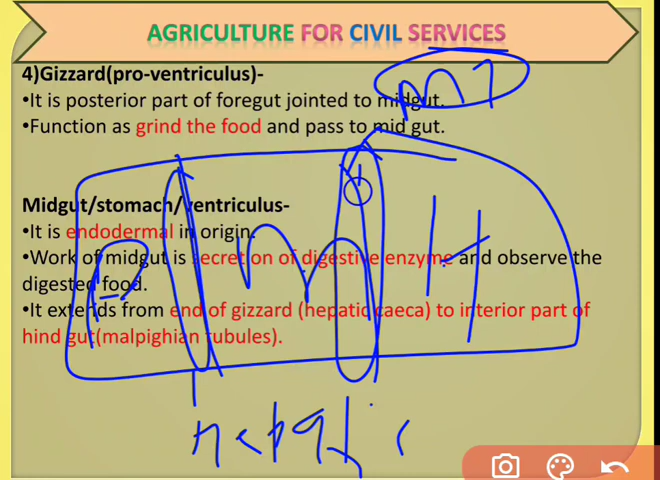 AGRICULTURE FOR CIVIL SERVICES
4)Gizzard(pro-ventriculus)-
•It is posterior part of foregut jointed to midgut.
•Function as grind the food and pass to mid gut.
Midgut/stomach/ventriculus-
•It is endodermal in origin.
•Work of midgut is secretion of digestive enzyme and observe the
digested food.
•It extends from end of gizzard (hepatic caeca) to interior part of
hind gut(malpighian tubules).
F m H
hepatic